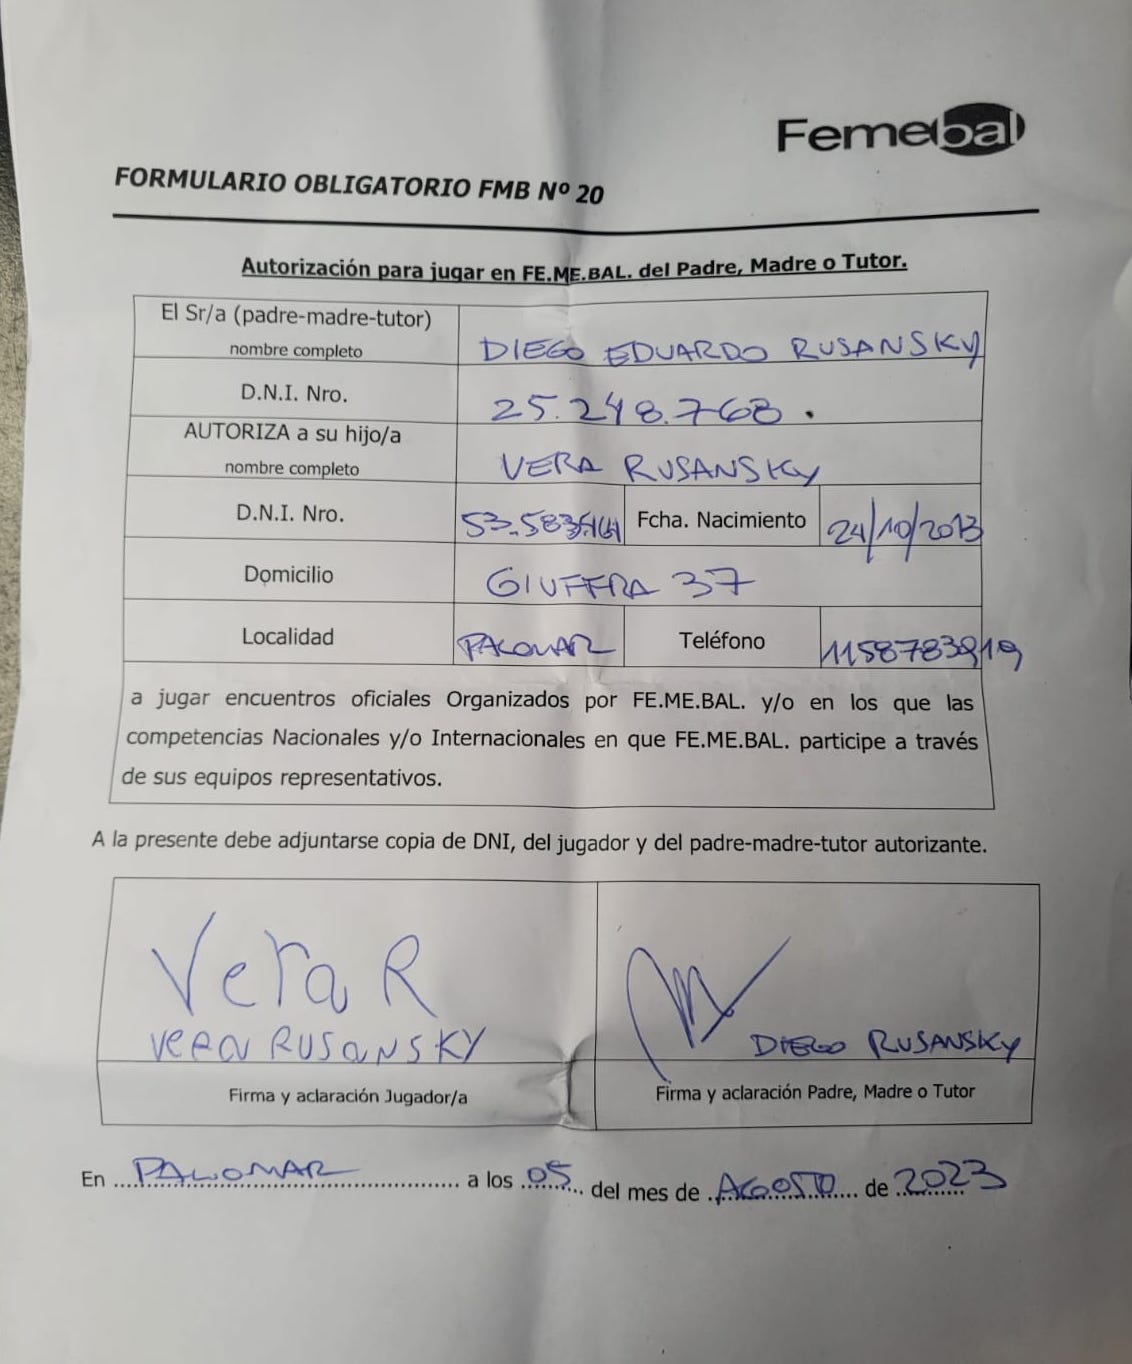 Femebal
FORMULARIO OBLIGATORIO FMB Nº 20
Autorización para jugar en FE.ME.BAL. del Padre, Madre o Tutor.
El Sr/a (padre-madre-tutor)
nombre completo
DIEGO EDUARDO RUSANSKY
D.N.I. Nro.
25.248.768.
AUTORIZA a su hijo/a
nombre completo
VERA RUSANSKY
D.N.I. Nro. Fcha. Nacimiento 24/10/2013
Domicilio GIUFFRA 37
Localidad PALOMAR Teléfono 1158783919
a jugar encuentros oficiales Organizados por FE.ME.BAL. y/o en los que las
competencias Nacionales y/o Internacionales en que FE.ME.BAL. participe a través
de sus equipos representativos.
A la presente debe adjuntarse copia de DNI, del jugador y del padre-madre-tutor autorizante.
Vera R
VERA RUSANSKY
DIEGO RUSANSKY
Firma y aclaración Jugador/a
Firma y aclaración Padre, Madre o Tutor
En PALOMAR a los 05 del mes de AGOSTO de 2023